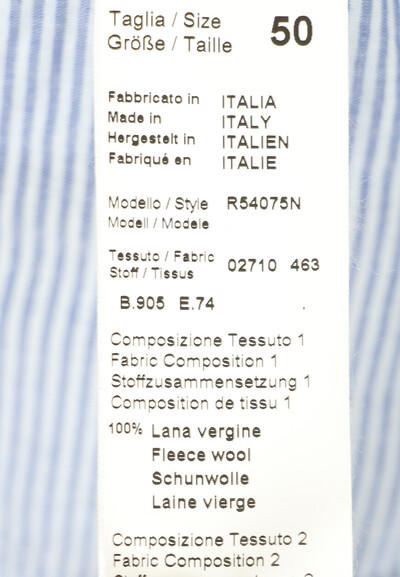 Taglia / Size 50
Größe / Taille
Fabbricato in ITALIA
Made in ITALY
Hergestelt in ITALIEN
Fabriqué en ITALIE
Modello / Style R54075N
Modell / Modele
Tessuto / Fabric 02710 463
Stoff / Tissus
B.905 E.74
Composizione Tessuto 1
Fabric Composition 1
Stoffzusammensetzung 1
Composition de tissu 1
100% Lana vergine
Fleece wool
Schunwolle
Laine vierge
Composizione Tessuto 2
Fabric Composition 2